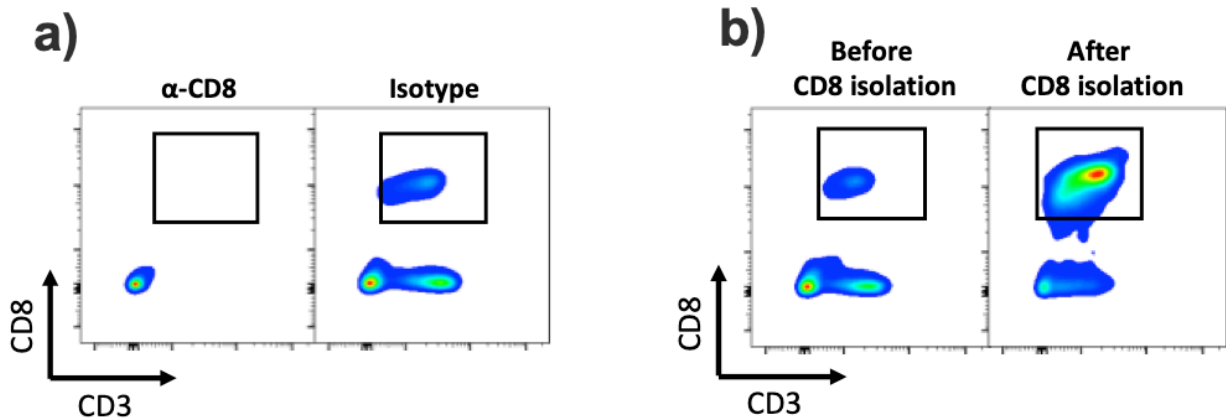 a)
α-CD8
Isotype
CD8
CD3
b)
Before
CD8 isolation
After
CD8 isolation
CD8
CD3